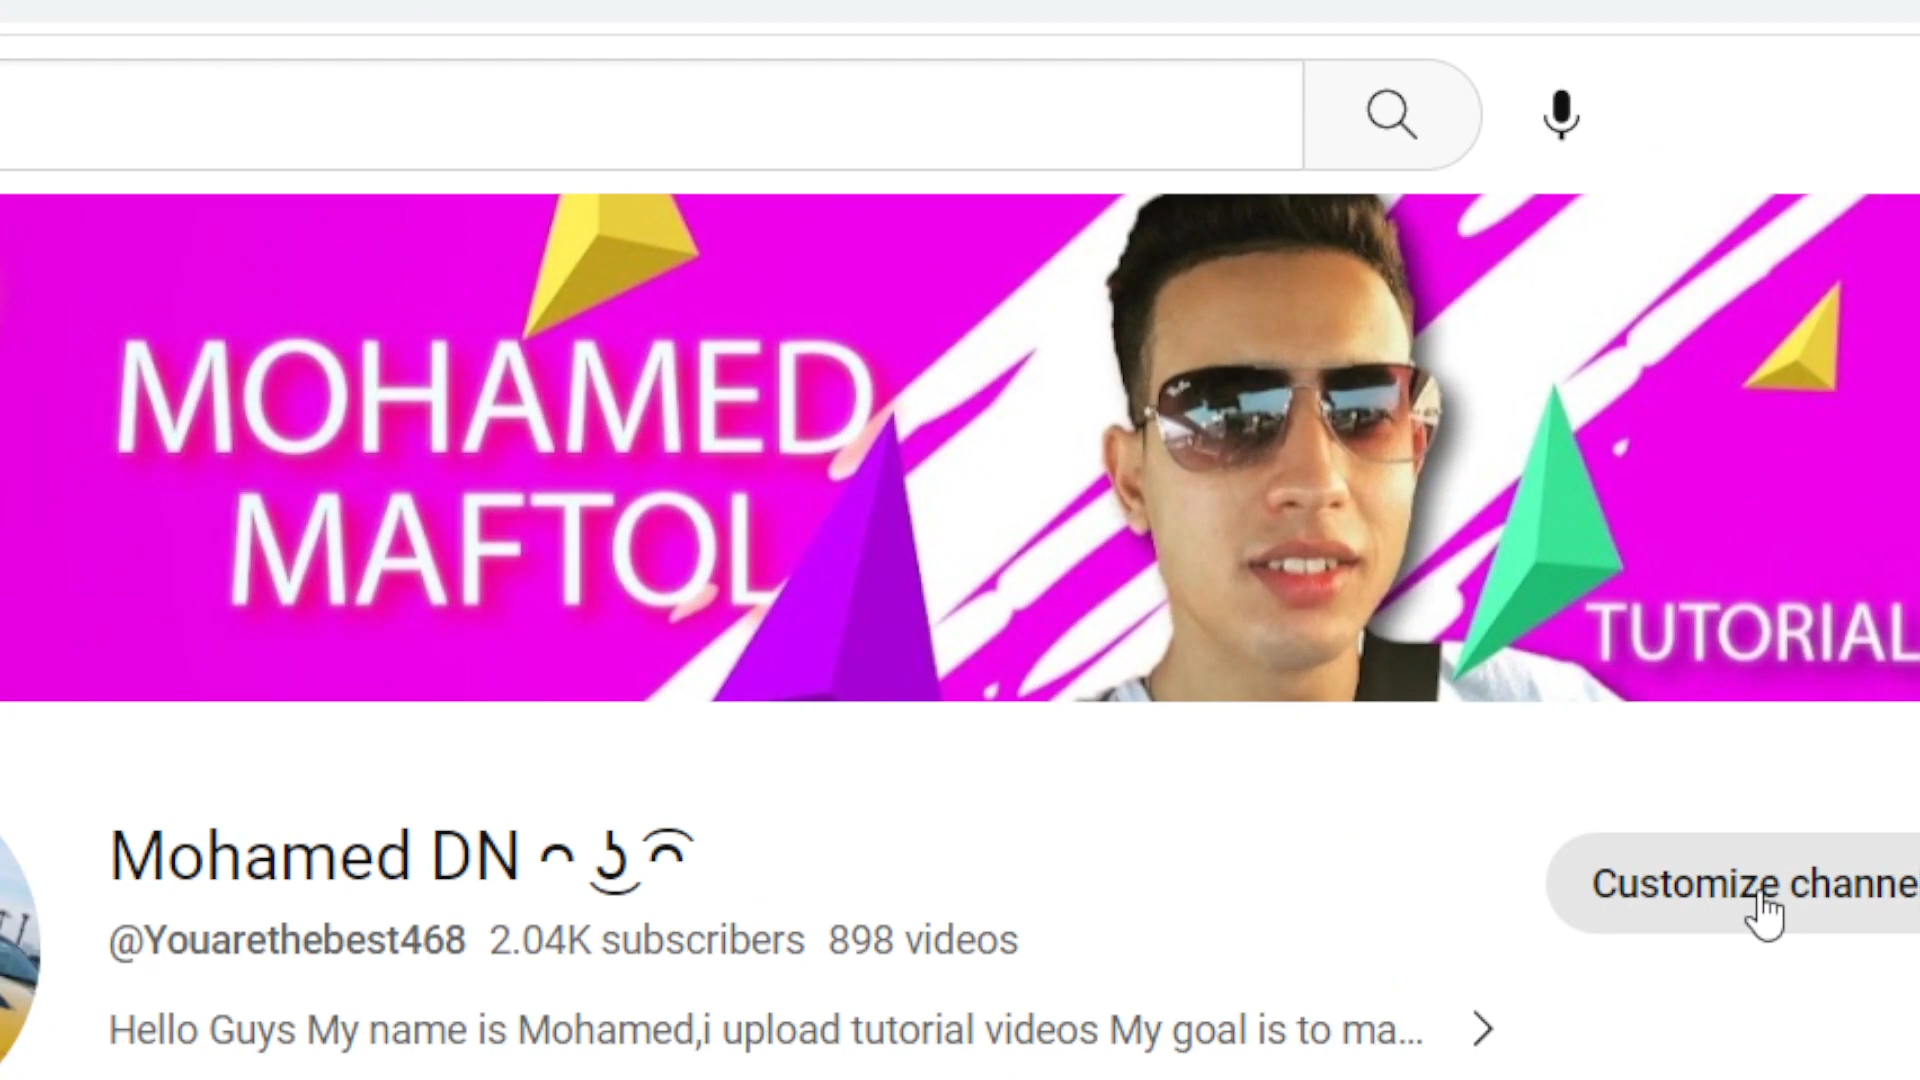 MOHAMED
MAFTOL
TUTORIAL
Mohamed DN ᴖ ͜ʖ ͡ᴖ
@Youarethebest468 2.04K subscribers 898 videos
Customize channel
Hello Guys My name is Mohamed,i upload tutorial videos My goal is to ma...